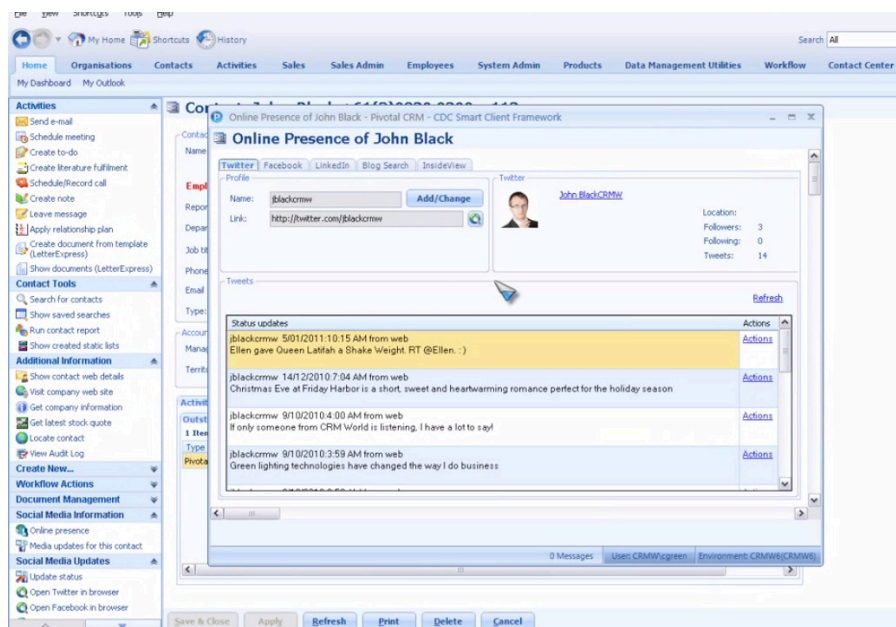 File View Shortcuts Tools Help
My Home Shortcuts History Search All
Home Organisations Contacts Activities Sales Sales Admin Employees System Admin Products Data Management Utilities Workflow Contact Center
My Dashboard My Outlook
Activities
Send e-mail
Schedule meeting
Create to-do
Create literature fulfilment
Schedule/Record call
Create note
Leave message
Apply relationship plan
Create document from template
(LetterExpress)
Show documents (LetterExpress)
Contact Tools
Search for contacts
Show saved searches
Run contact report
Show created static lists
Additional Information
Show contact web details
Visit company web site
Get company information
Get latest stock quote
Locate contact
View Audit Log
Create New...
Workflow Actions
Document Management
Social Media Information
Online presence
Media updates for this contact
Social Media Updates
Update status
Open Twitter in browser
Open Facebook in browser
Name
Phone
Email
Type:
1
Type
Online Presence of John Black - Pivotal CRM - CDC Smart Client Framework
Online Presence of John Black
Twitter Facebook LinkedIn Blog Search InsideView
Profile
Name: jblackcrmw Add/Change
Link: http://twitter.com/jblackcrmw
Twitter
John BlackCRMW
Location:
Followers: 3
Following: 0
Tweets: 14
Tweets
Refresh
Status updates Actions
jblackcrmw 5/01/2011:10:15 AM from web Actions
Ellen gave Queen Latifah a Shake Weight. RT @Ellen. : )
jblackcrmw 14/12/2010:7:04 AM from web Actions
Christmas Eve at Friday Harbor is a short, sweet and heartwarming romance perfect for the holiday season
jblackcrmw 9/10/2010:4:00 AM from web Actions
If only someone from CRM World is listening, I have a lot to say!
jblackcrmw 9/10/2010:3:59 AM from web Actions
Green lighting technologies have changed the way I do business
0 Messages User: CRMW\cgreen Environment: CRMW6(CRMW6)
Save & Close Apply Refresh Print Delete Cancel